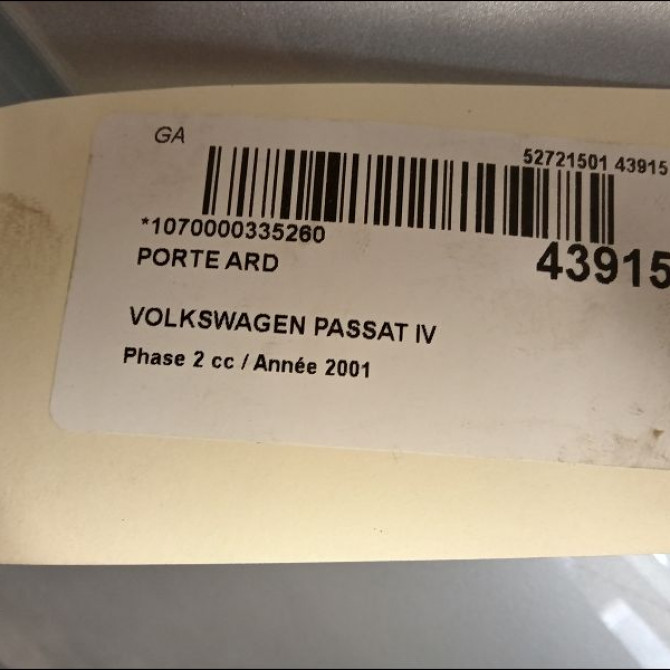 GA
52721501 43915
*1070000335260
43915
PORTE ARD
VOLKSWAGEN PASSAT IV
Phase 2 cc / Année 2001